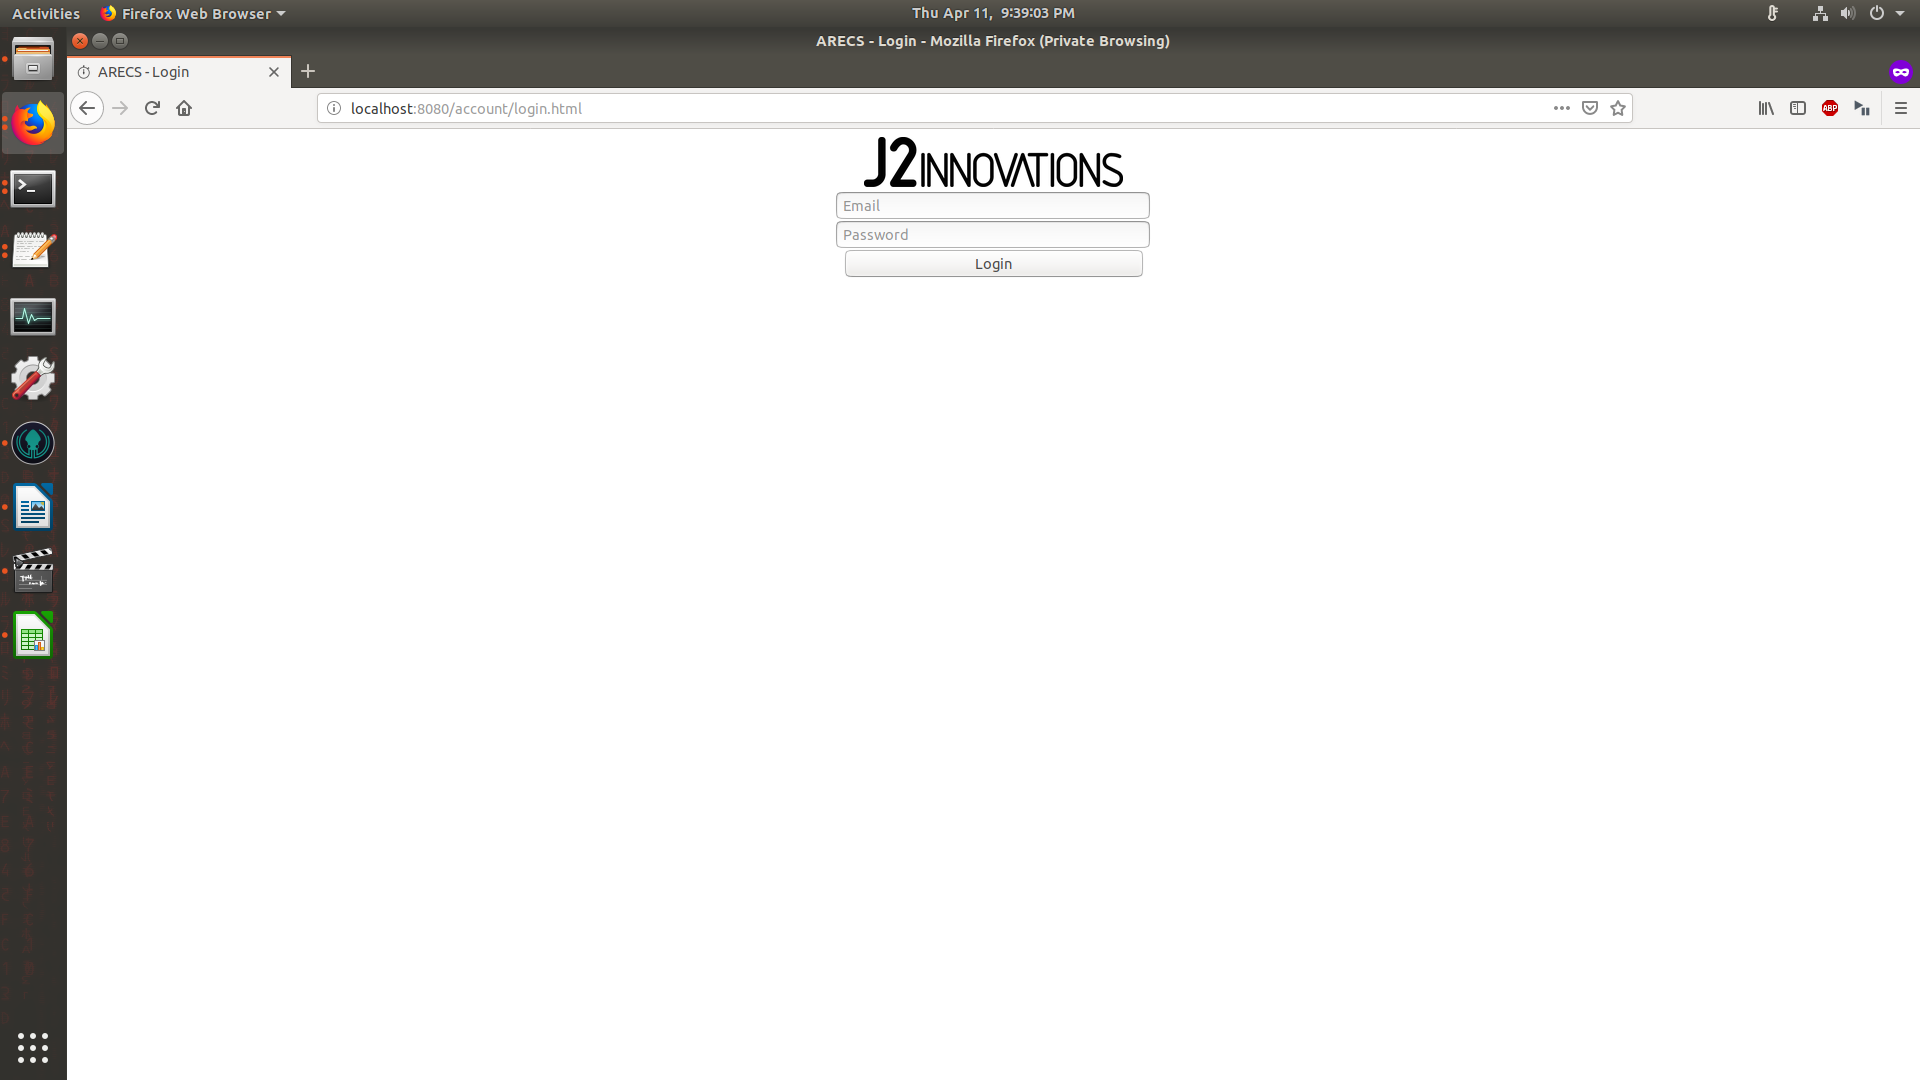 Activities
Firefox Web Browser
Thu Apr 11, 9:39:03 PM
ARECS - Login - Mozilla Firefox (Private Browsing)
ARECS - Login
localhost:8080/account/login.html
ABP
J2INNOVATIONS
Email
Password
Login